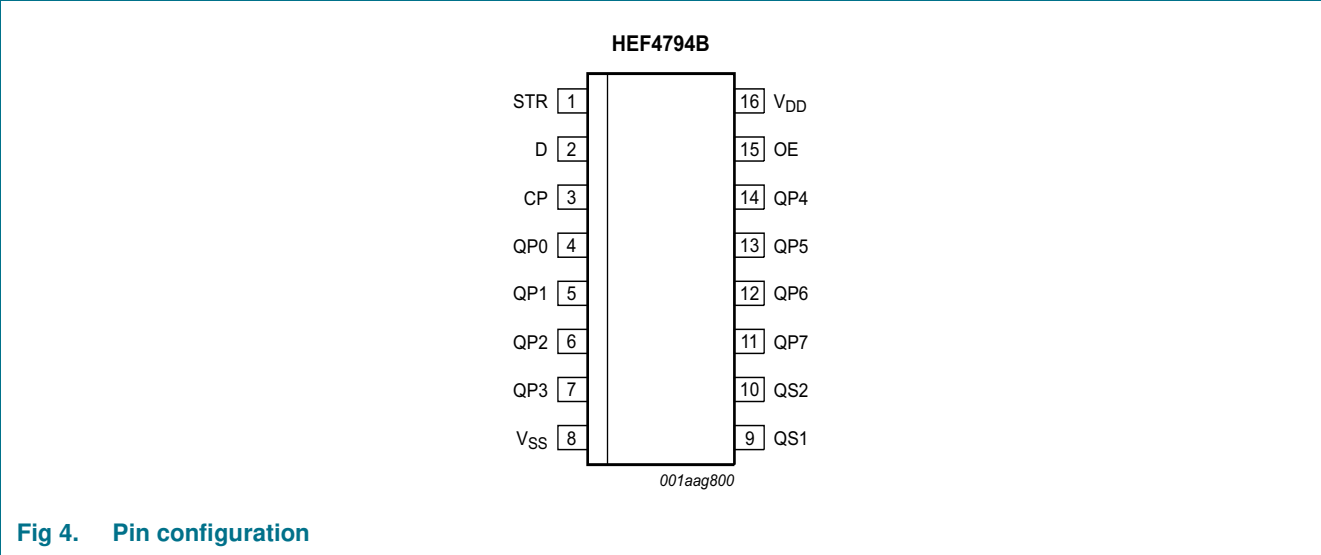 HEF4794B
STR 1 16 VDD
D 2 15 OE
CP 3 14 QP4
QP0 4 13 QP5
QP1 5 12 QP6
QP2 6 11 QP7
QP3 7 10 QS2
VSS 8 9 QS1
001aag800
Fig 4. Pin configuration